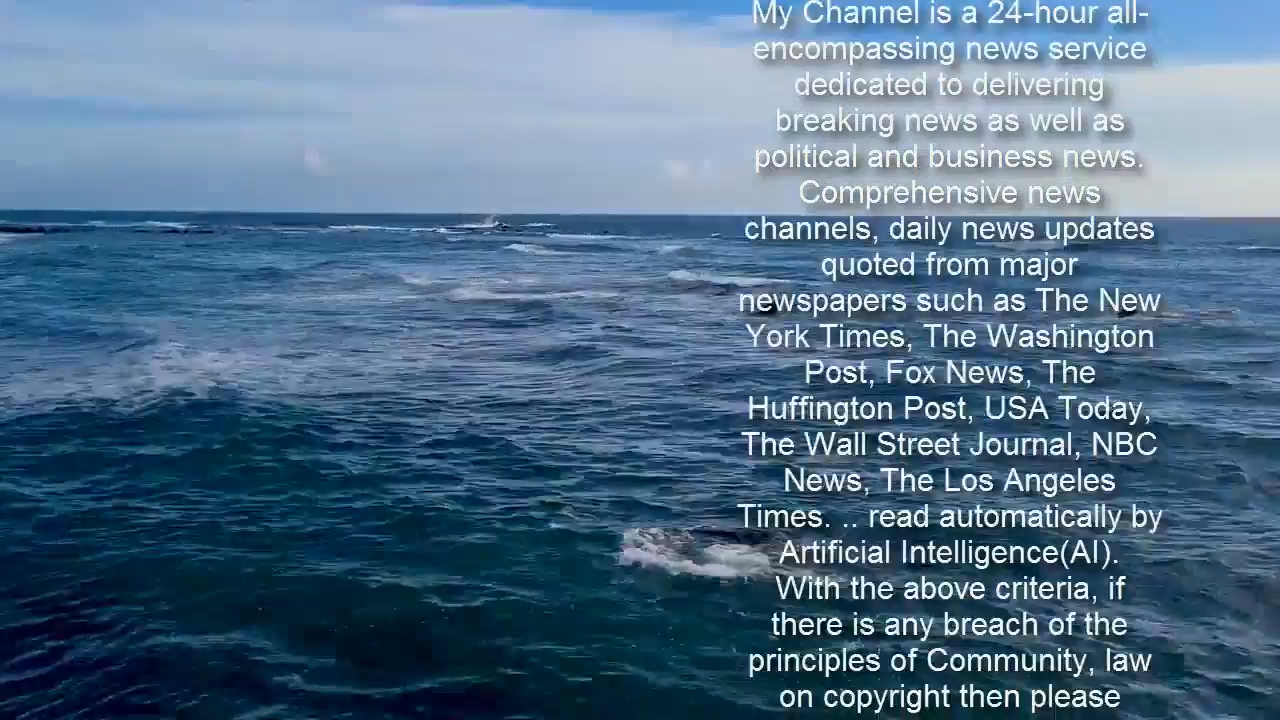 My Channel is a 24-hour all-
encompassing news service
dedicated to delivering
breaking news as well as
political and business news.
Comprehensive news
channels, daily news updates
quoted from major
newspapers such as The New
York Times, The Washington
Post, Fox News, The
Huffington Post, USA Today,
The Wall Street Journal, NBC
News, The Los Angeles
Times. .. read automatically by
Artificial Intelligence(AI).
With the above criteria, if
there is any breach of the
principles of Community, law
on copyright then please